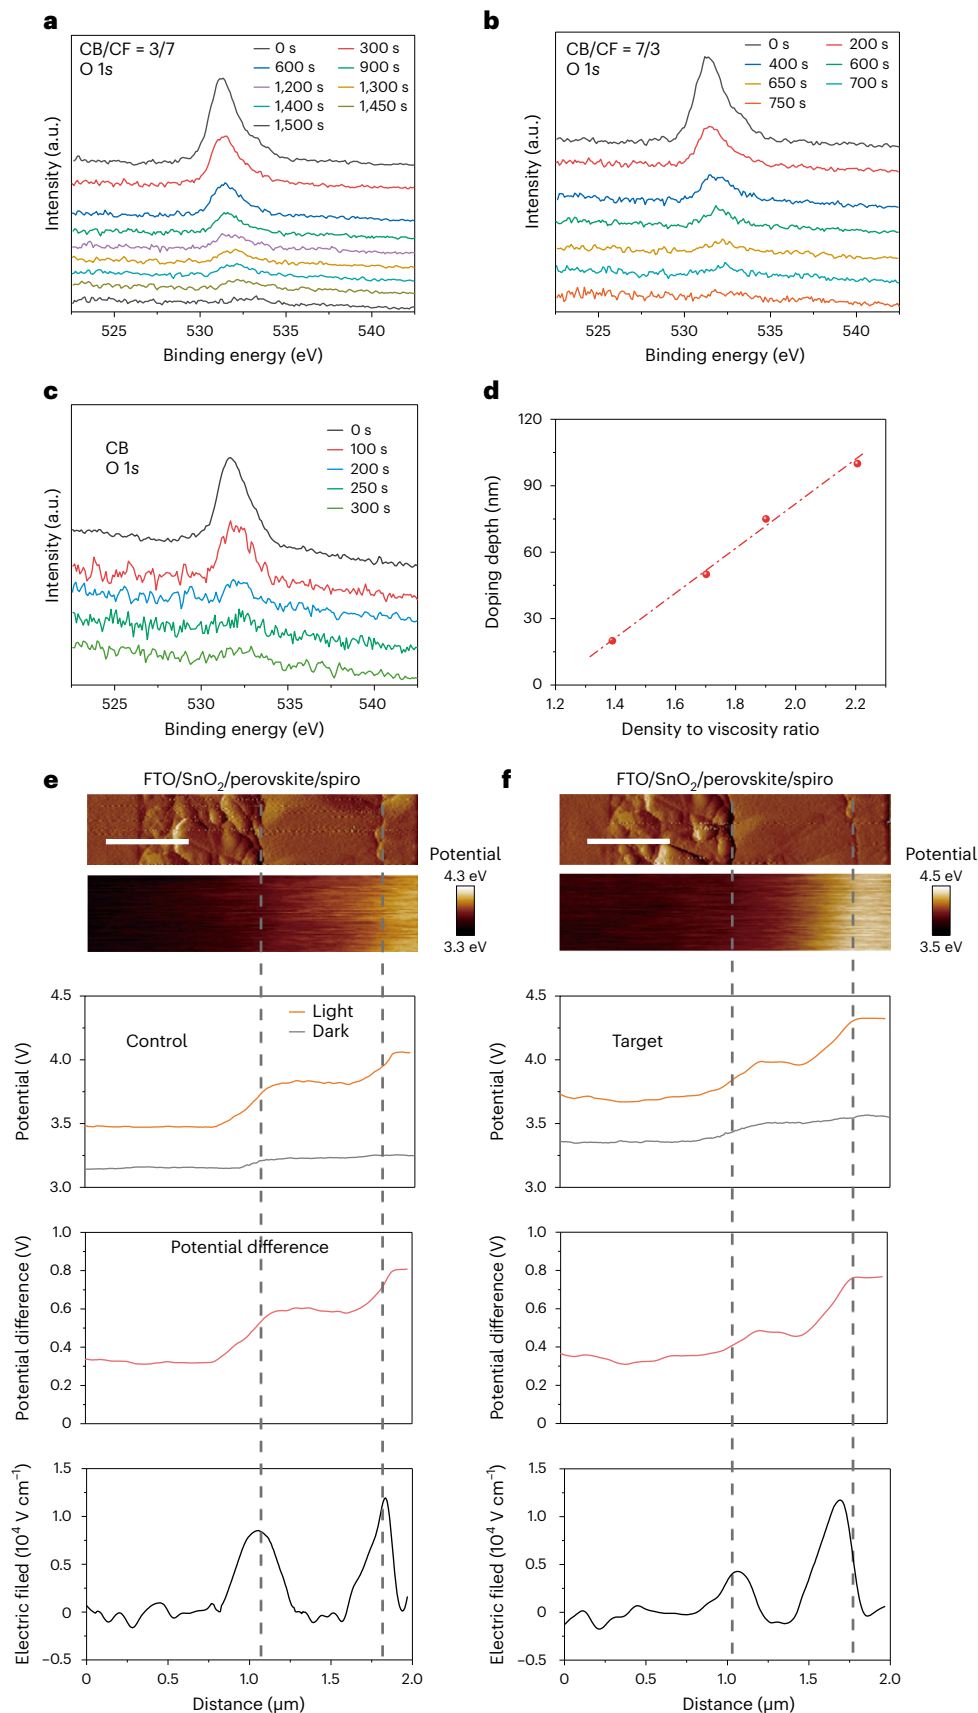 a
CB/CF = 3/7
O 1s
0 s
300 s
600 s
900 s
1,200 s
1,300 s
1,400 s
1,450 s
1,500 s
Intensity (a.u.)
525
530
535
540
Binding energy (eV)
b
CB/CF = 7/3
O 1s
0 s
200 s
400 s
600 s
650 s
700 s
750 s
Intensity (a.u.)
525
530
535
540
Binding energy (eV)
c
CB
O 1s
0 s
100 s
200 s
250 s
300 s
Intensity (a.u.)
525
530
535
540
Binding energy (eV)
d
120
90
60
30
0
Doping depth (nm)
1.2
1.4
1.6
1.8
2.0
2.2
Density to viscosity ratio
e
FTO/SnO₂/perovskite/spiro
Potential
4.3 eV
3.3 eV
4.5
4.0
3.5
3.0
Potential (V)
Control
Light
Dark
1.0
0.8
0.6
0.4
0.2
0
Potential difference (V)
Potential difference
1.5
1.0
0.5
0
−0.5
Electric filed (10⁴ V cm⁻¹)
0
0.5
1.0
1.5
2.0
Distance (µm)
f
FTO/SnO₂/perovskite/spiro
Potential
4.5 eV
3.5 eV
4.5
4.0
3.5
3.0
Potential (V)
Target
1.0
0.8
0.6
0.4
0.2
0
Potential difference (V)
1.5
1.0
0.5
0
−0.5
Electric filed (10⁴ V cm⁻¹)
0
0.5
1.0
1.5
2.0
Distance (µm)